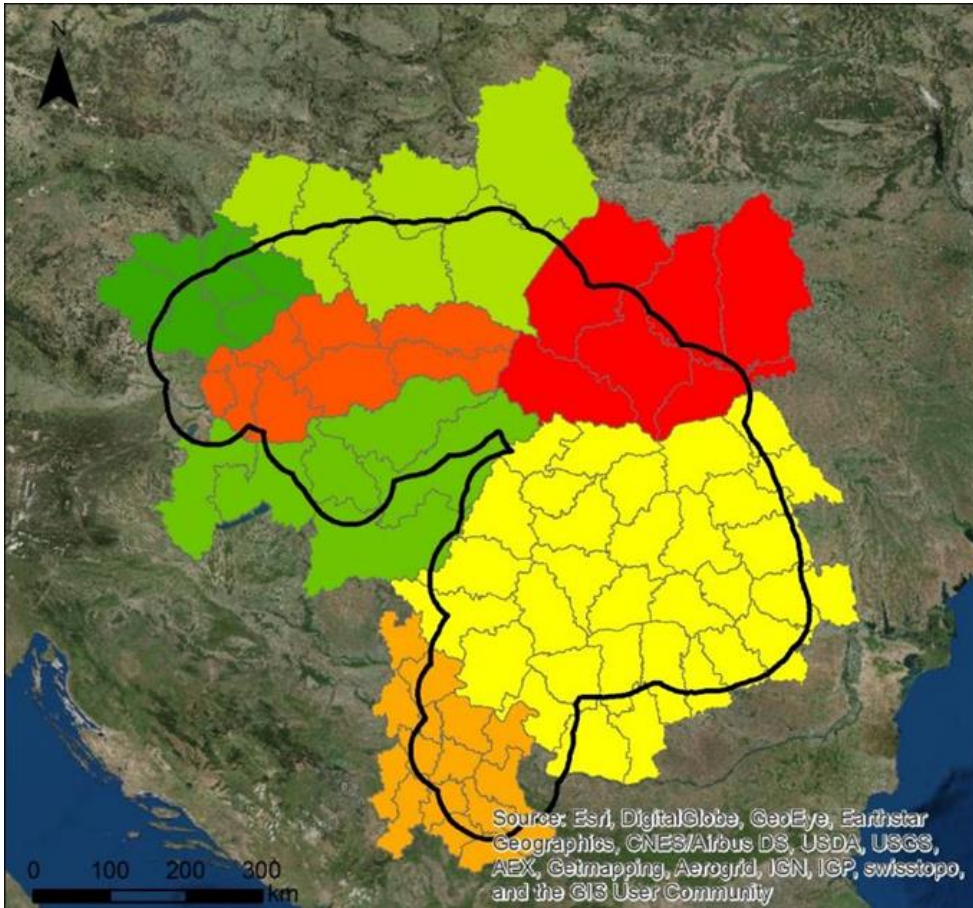 N
Source: Esri, DigitalGlobe, GeoEye, Earthstar
Geographics, CNES/Airbus DS, USDA, USGS,
AEX, Getmapping, Aerogrid, IGN, IGP, swisstopo,
and the GIS User Community
0 100 200 300
km